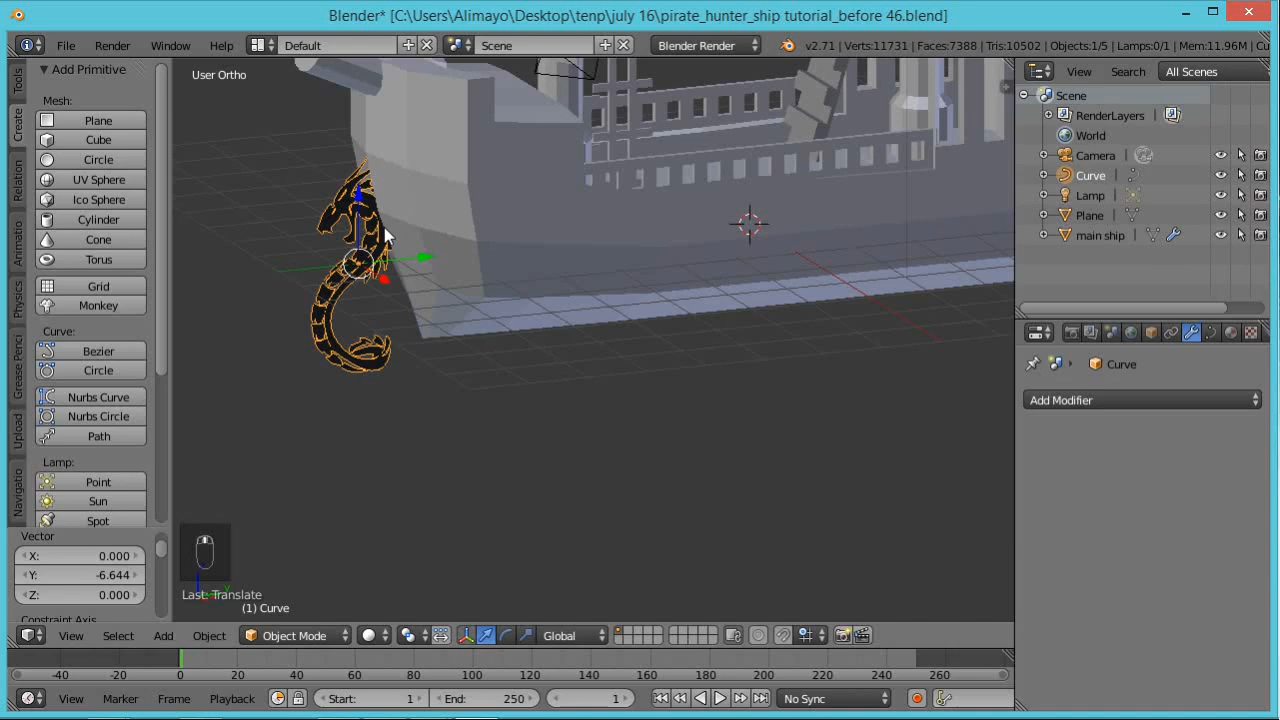 Blender* [C:\Users\Alimayo\Desktop\tenp\july 16\pirate_hunter_ship tutorial_before 46.blend]
File Render Window Help Default Scene Blender Render v2.71 | Verts:11731 | Faces:7388 | Tris:10502 | Objects:1/5 | Lamps:0/1 | Mem:11.96M | Cu
Add Primitive
Mesh:
Plane
Cube
Circle
UV Sphere
Ico Sphere
Cylinder
Cone
Torus
Grid
Monkey
Curve:
Bezier
Circle
Nurbs Curve
Nurbs Circle
Path
Lamp:
Point
Sun
Spot
Tools
Create
Relation
Animatio
Physics
Grease Penci
Upload
Navigatio
Vector
X: 0.000
Y: -6.644
Z: 0.000
Constraint Axis
User Ortho
Last: Translate
(1) Curve
View Search All Scenes
Scene
RenderLayers
World
Camera
Curve
Lamp
Plane
main ship
Curve
Add Modifier
View Select Add Object Object Mode Global
-40 -20 0 20 40 60 80 100 120 140 160 180 200 220 240 260
View Marker Frame Playback Start: 1 End: 250 1 No Sync